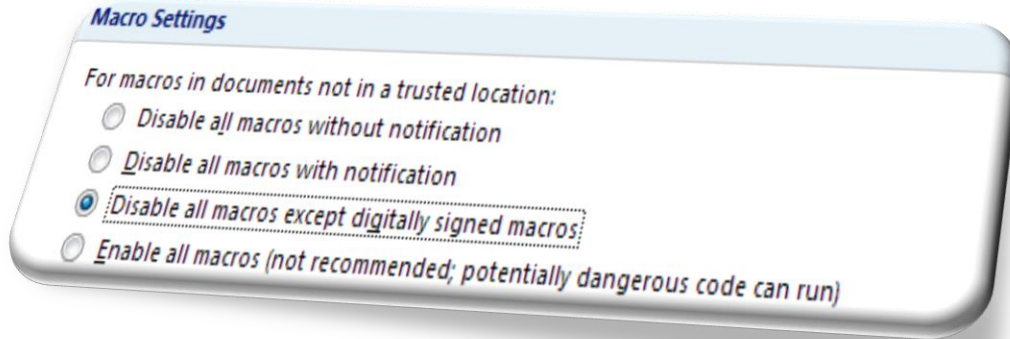 Macro Settings
For macros in documents not in a trusted location:
Disable all macros without notification
Disable all macros with notification
Disable all macros except digitally signed macros
Enable all macros (not recommended; potentially dangerous code can run)